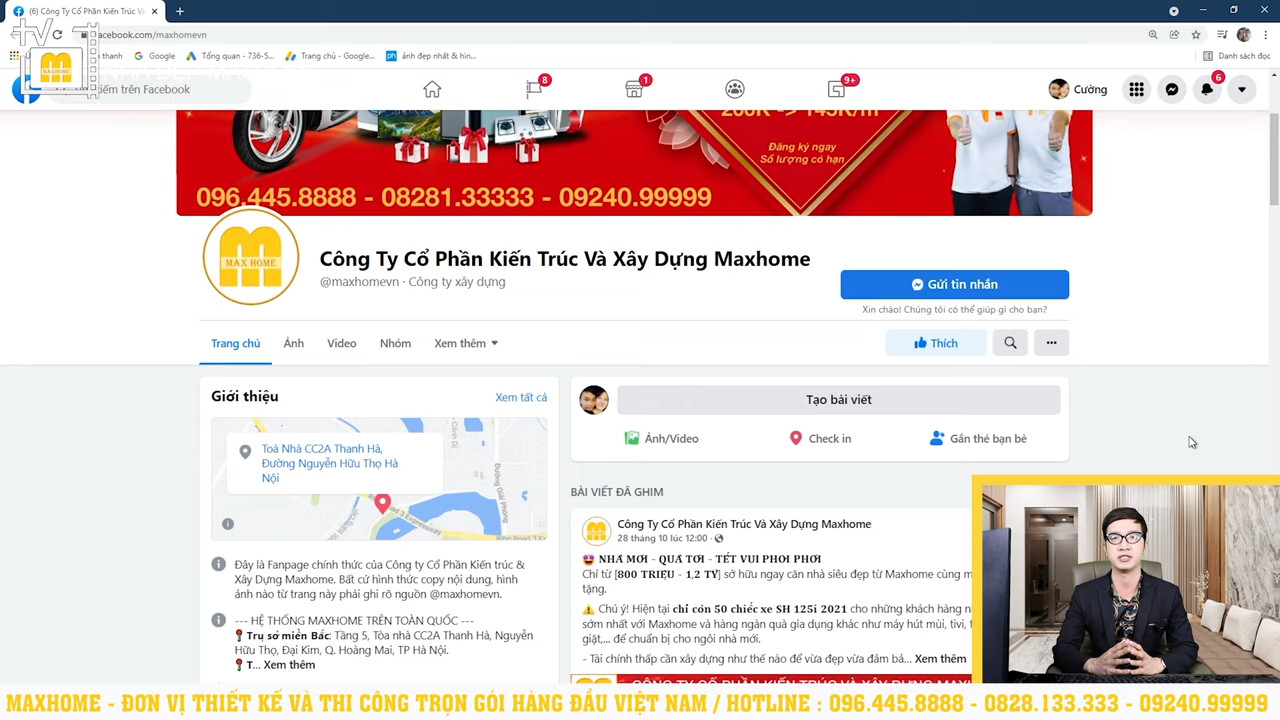 (6) Công Ty Cổ Phần Kiến Trúc Và
facebook.com/maxhomevn
thanh
Google
Tổng quan - 736-5...
Trang chủ - Google...
ảnh đẹp nhất & hìn...
Danh sách đọc
kiếm trên Facebook
8
1
9+
Cường
6
MAXHOME
Đăng ký ngay
Số lượng có hạn
096.445.8888 - 08281.33333 - 09240.99999
MAX HOME
Công Ty Cổ Phần Kiến Trúc Và Xây Dựng Maxhome
@maxhomevn · Công ty xây dựng
Gửi tin nhắn
Xin chào! Chúng tôi có thể giúp gì cho bạn?
Trang chủ
Ảnh
Video
Nhóm
Xem thêm
Thích
Giới thiệu
Xem tất cả
Toà Nhà CC2A Thanh Hà,
Đường Nguyễn Hữu Thọ Hà
Nội
Đây là Fanpage chính thức của Công ty Cổ Phần Kiến trúc &
Xây Dựng Maxhome. Bất cứ hình thức copy nội dung, hình
ảnh nào từ trang này phải ghi rõ nguồn @maxhomevn.
--- HỆ THỐNG MAXHOME TRÊN TOÀN QUỐC ---
Trụ sở miền Bắc: Tầng 5, Tòa nhà CC2A Thanh Hà, Nguyễn
Hữu Thọ, Đại Kim, Q. Hoàng Mai, TP Hà Nội.
T... Xem thêm
Tạo bài viết
Ảnh/Video
Check in
Gắn thẻ bạn bè
BÀI VIẾT ĐÃ GHIM
Công Ty Cổ Phần Kiến Trúc Và Xây Dựng Maxhome
28 tháng 10 lúc 12:00 ·
NHÀ MỚI - QUÀ TỚI - TẾT VUI PHƠI PHỚI
Chỉ từ [800 TRIỆU - 1,2 TỶ] sở hữu ngay căn nhà siêu đẹp từ Maxhome cùng m
tặng.
Chú ý! Hiện tại chỉ còn 50 chiếc xe SH 125i 2021 cho những khách hàng n
sớm nhất với Maxhome và hàng ngàn quà gia dụng khác như máy hút mùi, tivi, t
giặt,... để chuẩn bị cho ngôi nhà mới.
- Tài chính thấp cần xây dựng như thế nào để vừa đẹp vừa đảm bả... Xem thêm
MAXHOME - ĐƠN VỊ THIẾT KẾ VÀ THI CÔNG TRỌN GÓI HÀNG ĐẦU VIỆT NAM / HOTLINE : 096.445.8888 - 0828.133.333 - 09240.99999